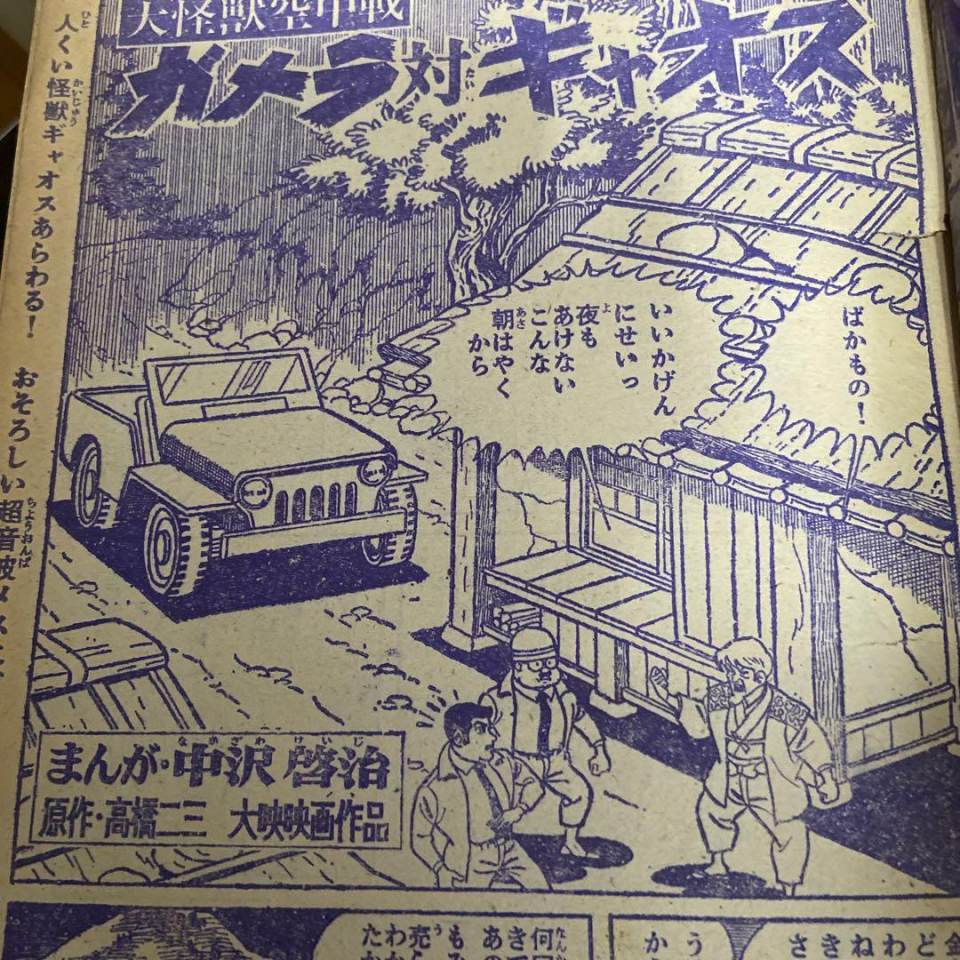 大怪獣空中戦
ガメラ対ギャオス
人くい怪獣ギャオスあらわる! おそろしい超音波メス
ばかもの!
いいかげん
にせいっ
夜も
あけない
こんな
朝はやく
から
まんが・中沢啓治
原作・高橋二三 大映映画作品